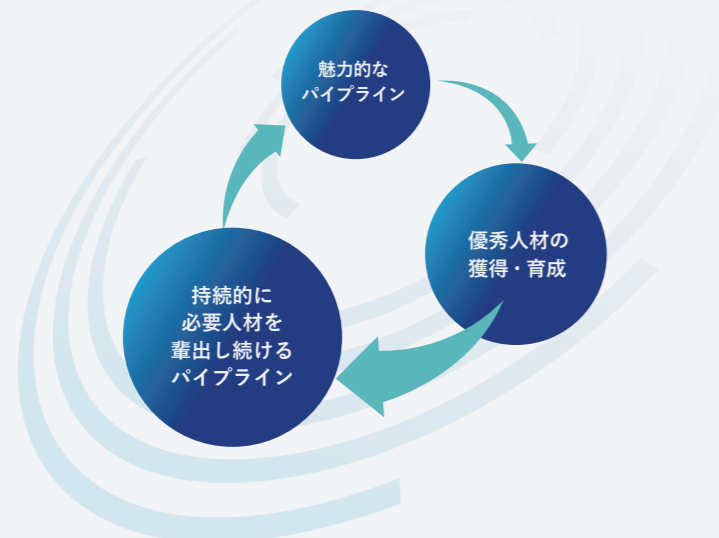 魅力的な
パイプライン
優秀人材の
獲得・育成
持続的に
必要人材を
輩出し続ける
パイプライン